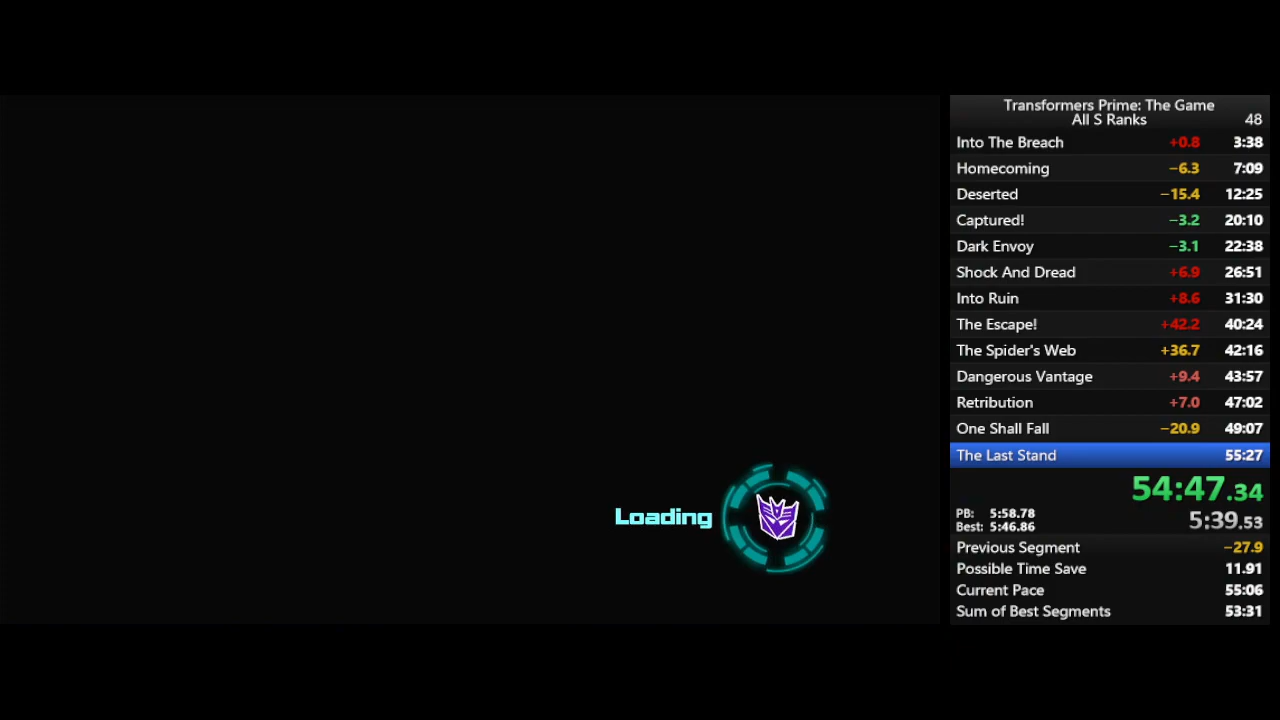 Transformers Prime: The Game
All S Ranks 48
Into The Breach +0.8 3:38
Homecoming −6.3 7:09
Deserted −15.4 12:25
Captured! −3.2 20:10
Dark Envoy −3.1 22:38
Shock And Dread +6.9 26:51
Into Ruin +8.6 31:30
The Escape! +42.2 40:24
The Spider's Web +36.7 42:16
Dangerous Vantage +9.4 43:57
Retribution +7.0 47:02
One Shall Fall −20.9 49:07
The Last Stand 55:27
54:47.34
PB: 5:58.78
Best: 5:46.86
5:39.53
Previous Segment −27.9
Possible Time Save 11.91
Current Pace 55:06
Sum of Best Segments 53:31
Loading